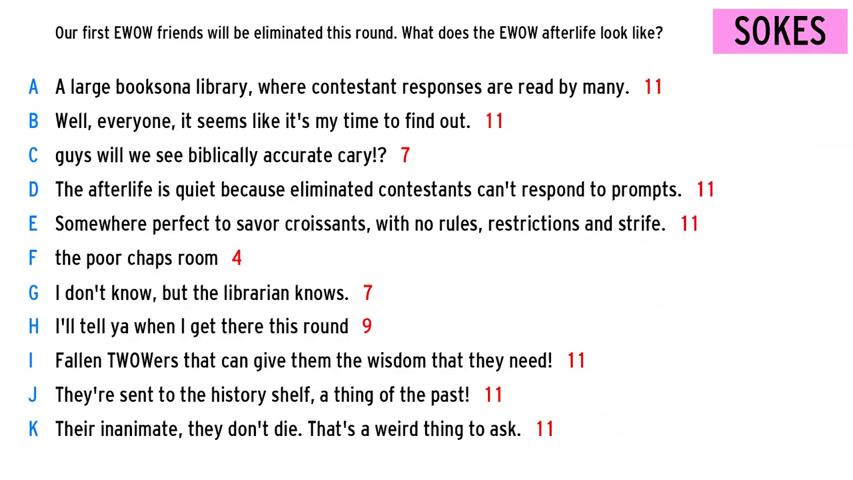 Our first EWOW friends will be eliminated this round. What does the EWOW afterlife look like?
SOKES
A A large booksona library, where contestant responses are read by many. 11
B Well, everyone, it seems like it's my time to find out. 11
C guys will we see biblically accurate cary!? 7
D The afterlife is quiet because eliminated contestants can't respond to prompts. 11
E Somewhere perfect to savor croissants, with no rules, restrictions and strife. 11
F the poor chaps room 4
G I don't know, but the librarian knows. 7
H I'll tell ya when I get there this round 9
I Fallen TWOWers that can give them the wisdom that they need! 11
J They're sent to the history shelf, a thing of the past! 11
K Their inanimate, they don't die. That's a weird thing to ask. 11